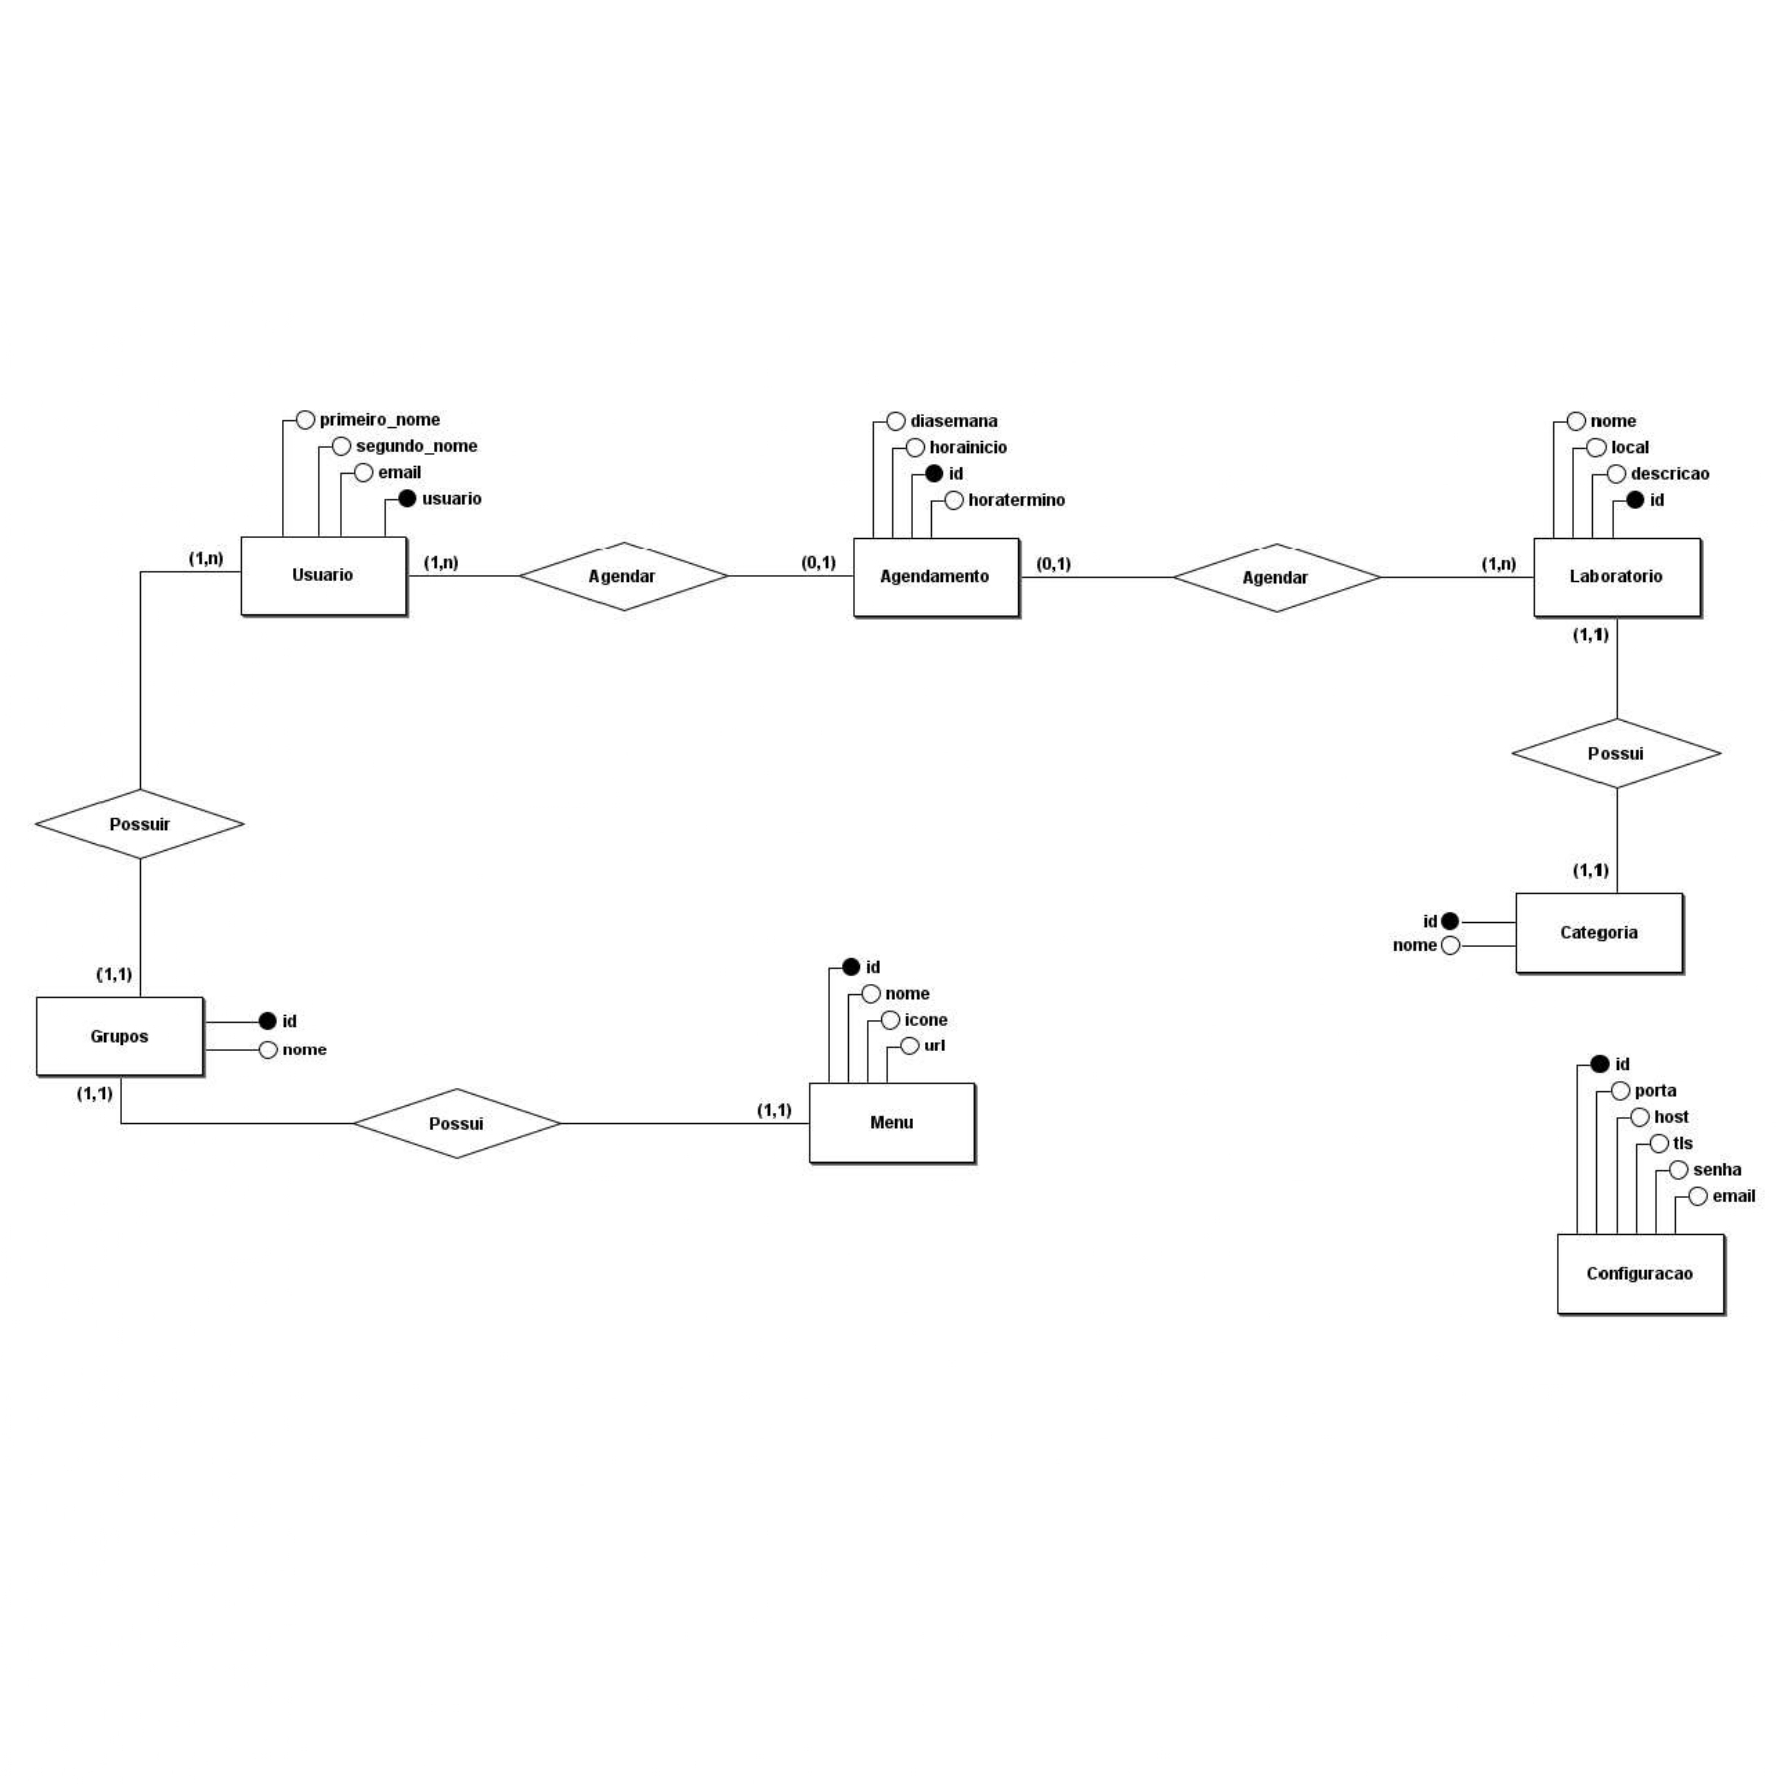 primeiro_nome
segundo_nome
email
usuario
(1,n)
Usuario
(1,n)
Agendar
(0,1)
diasemana
horainicio
id
horatermino
Agendamento
(0,1)
Agendar
(1,n)
nome
local
descricao
id
Laboratorio
(1,1)
Possui
(1,1)
id
nome
Categoria
Possuir
(1,1)
Grupos
id
nome
(1,1)
Possui
(1,1)
id
nome
icone
url
Menu
id
porta
host
tls
senha
email
Configuracao